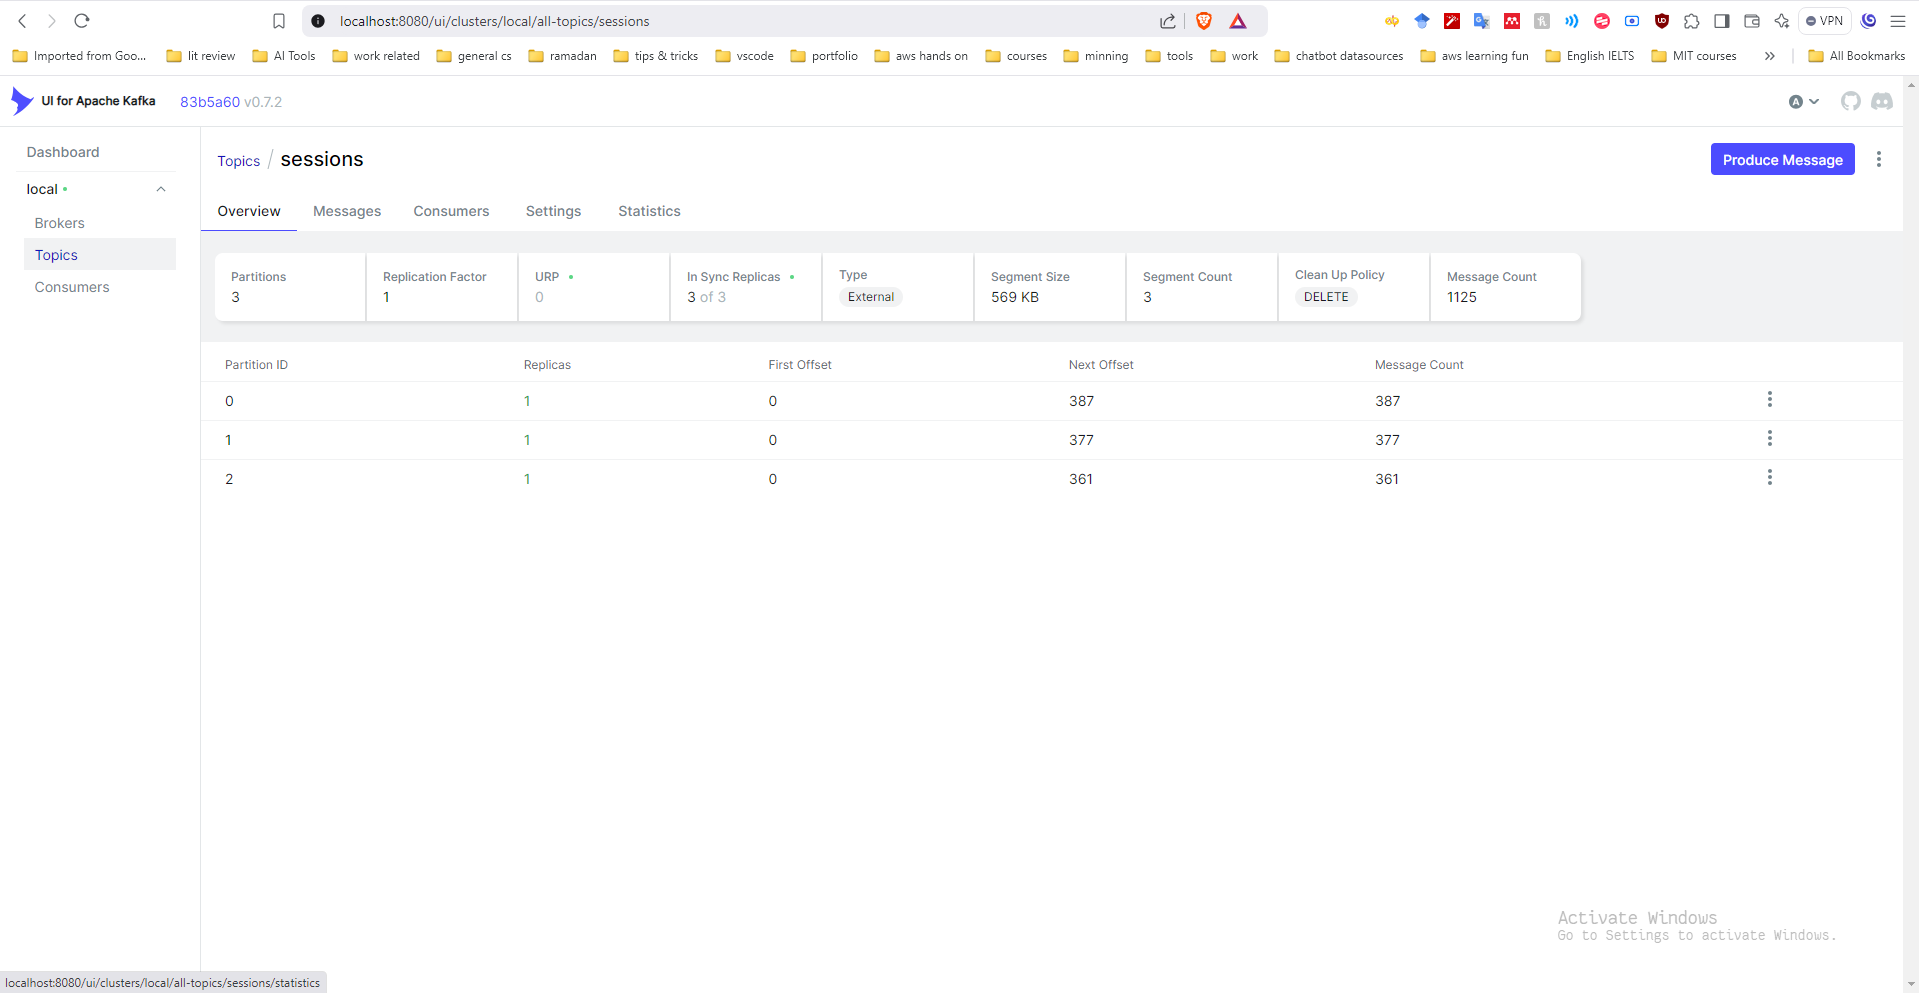 localhost:8080/ui/clusters/local/all-topics/sessions
VPN
Imported from Goo... lit review AI Tools work related general cs ramadan tips & tricks vscode portfolio aws hands on courses minning tools work chatbot datasources aws learning fun English IELTS MIT courses All Bookmarks
UI for Apache Kafka 83b5a60 v0.7.2
Dashboard
local
Brokers
Topics
Consumers
Topics / sessions
Produce Message
Overview Messages Consumers Settings Statistics
Partitions Replication Factor URP In Sync Replicas Type Segment Size Segment Count Clean Up Policy Message Count
3 1 0 3 of 3 External 569 KB 3 DELETE 1125
Partition ID Replicas First Offset Next Offset Message Count
0 1 0 387 387
1 1 0 377 377
2 1 0 361 361
Activate Windows
Go to Settings to activate Windows.
localhost:8080/ui/clusters/local/all-topics/sessions/statistics